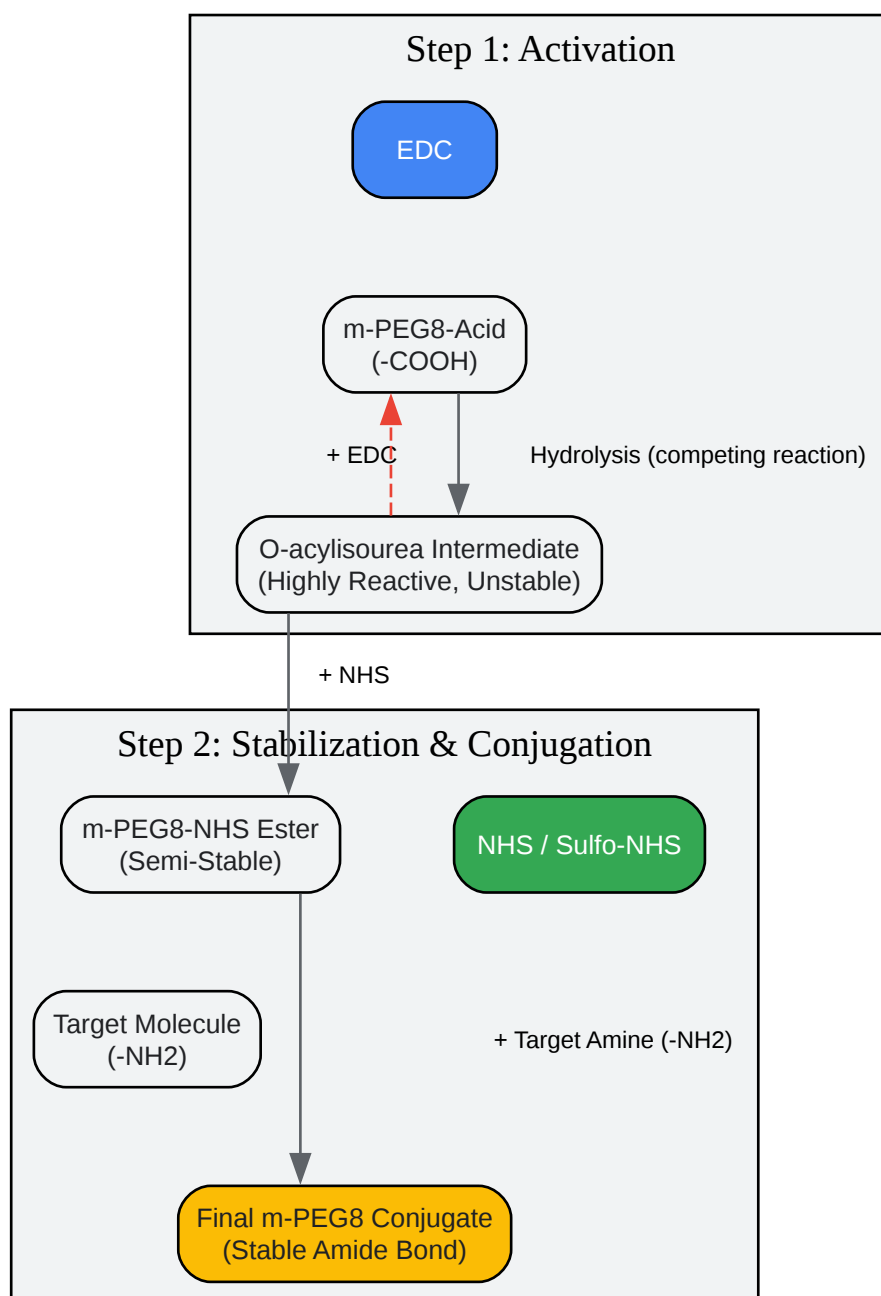 Step 1: Activation
EDC
m-PEG8-Acid
(-COOH)
+ EDC
Hydrolysis (competing reaction)
O-acylisourea Intermediate
(Highly Reactive, Unstable)
+ NHS
Step 2: Stabilization & Conjugation
m-PEG8-NHS Ester
(Semi-Stable)
NHS / Sulfo-NHS
Target Molecule
(-NH2)
+ Target Amine (-NH2)
Final m-PEG8 Conjugate
(Stable Amide Bond)